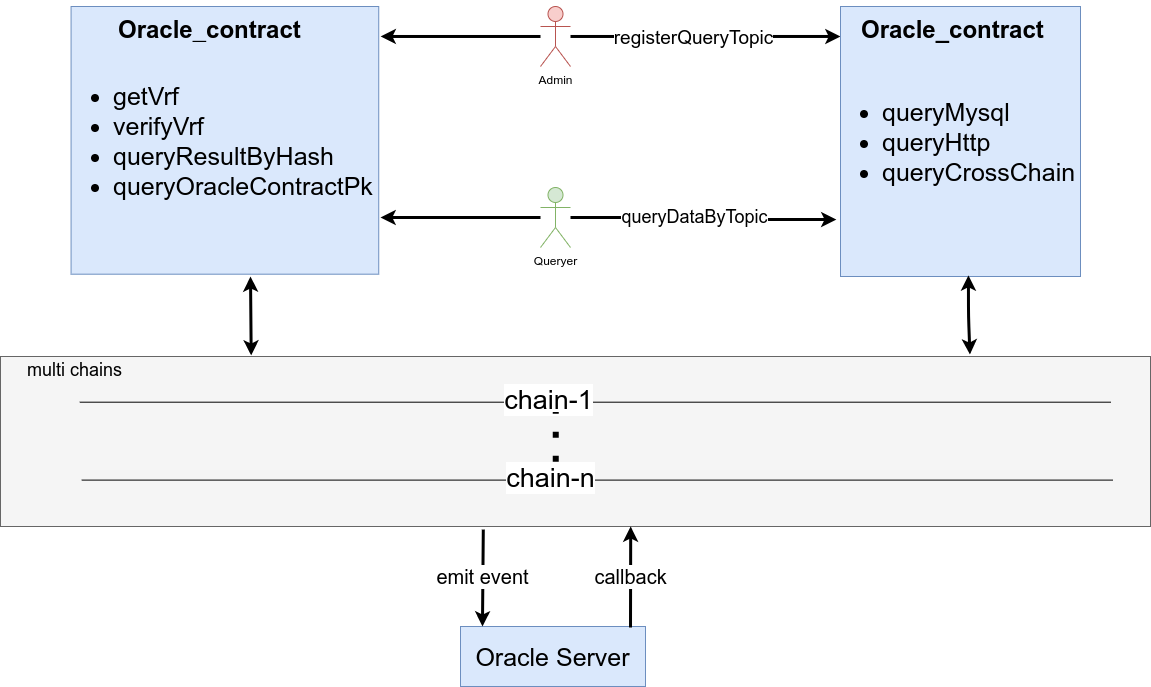 Oracle_contract
getVrf
verifyVrf
queryResultByHash
queryOracleContractPk
registerQueryTopic
Admin
queryDataByTopic
Queryer
Oracle_contract
queryMysql
queryHttp
queryCrossChain
multi chains
chain-1
chain-n
emit event
callback
Oracle Server